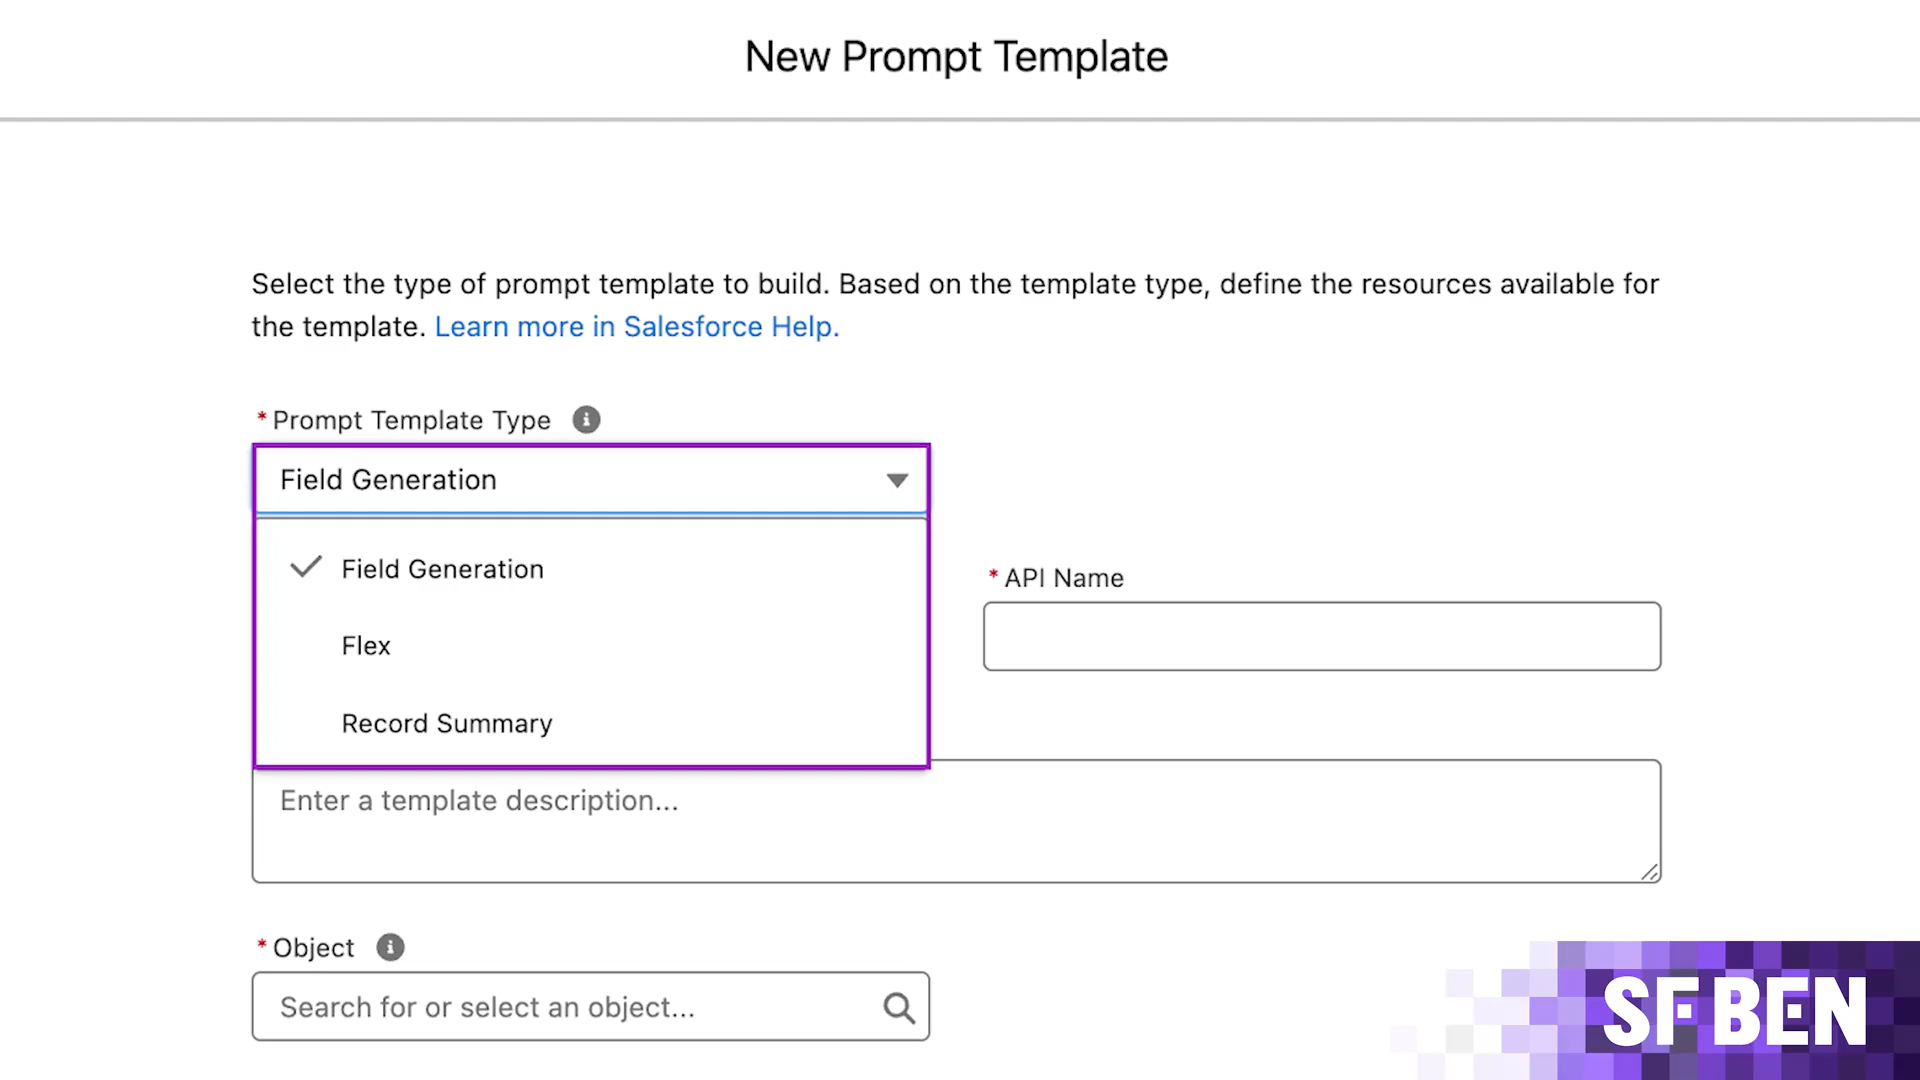 New Prompt Template
Select the type of prompt template to build. Based on the template type, define the resources available for
the template. Learn more in Salesforce Help.
* Prompt Template Type
Field Generation
Field Generation
Flex
Record Summary
* API Name
Enter a template description...
* Object
Search for or select an object...
SF BEN